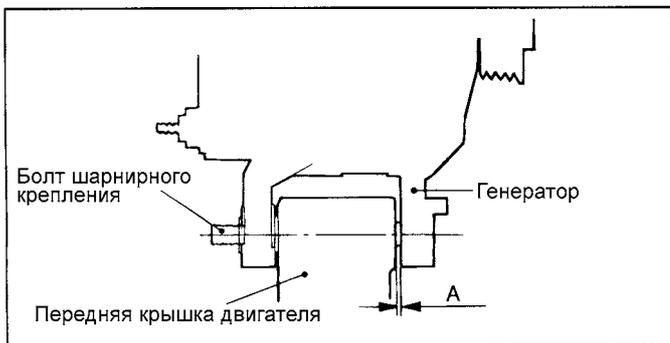 Болт шарнирного
крепления
Генератор
A
Передняя крышка двигателя